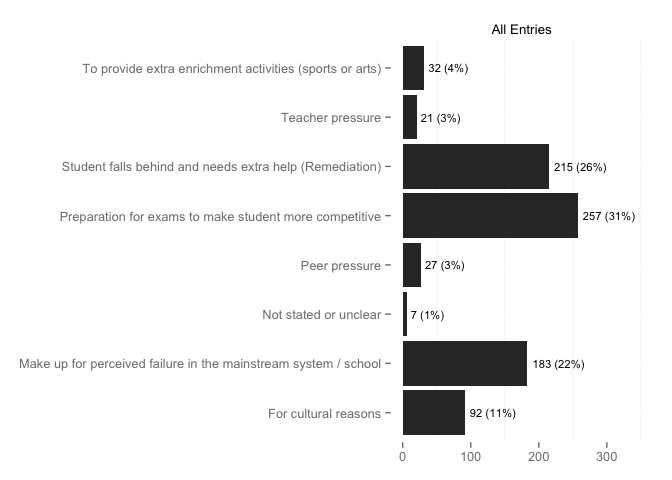 All Entries
To provide extra enrichment activities (sports or arts) 32 (4%)
Teacher pressure 21 (3%)
Student falls behind and needs extra help (Remediation) 215 (26%)
Preparation for exams to make student more competitive 257 (31%)
Peer pressure 27 (3%)
Not stated or unclear 7 (1%)
Make up for perceived failure in the mainstream system / school 183 (22%)
For cultural reasons 92 (11%)
0 100 200 300